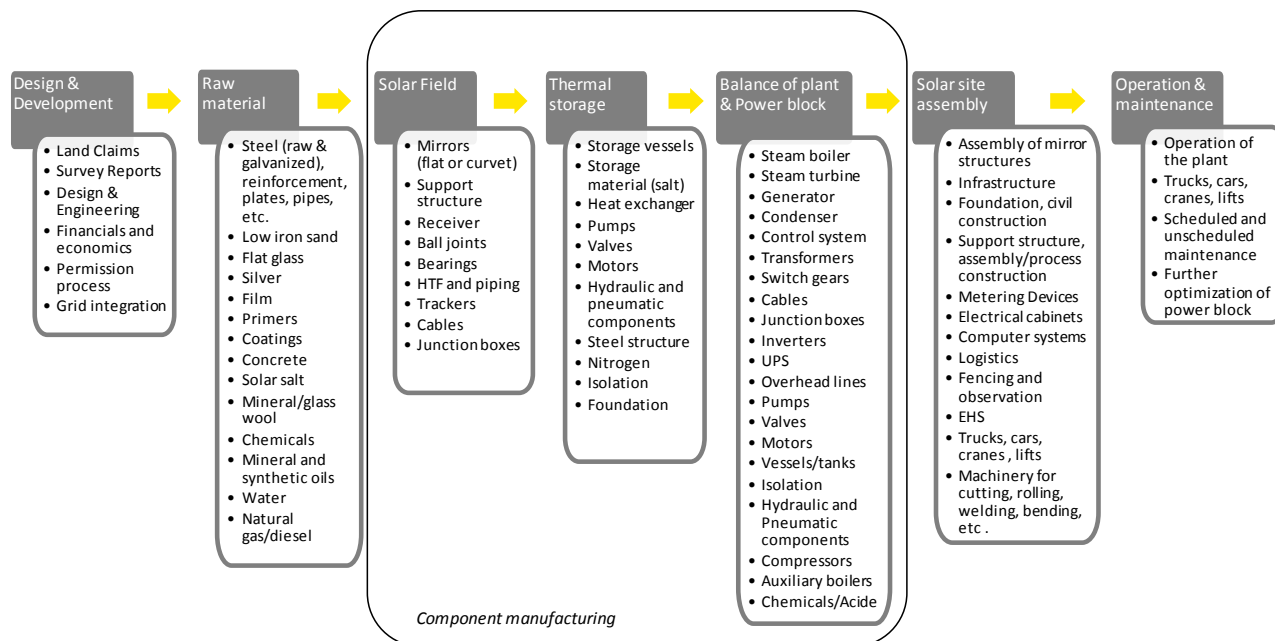 Design &
Development
• Land Claims
• Survey Reports
• Design &
Engineering
• Financials and
economics
• Permission
process
• Grid integration
Raw
material
• Steel (raw &
galvanized),
reinforcement,
plates, pipes,
etc.
• Low iron sand
• Flat glass
• Silver
• Film
• Primers
• Coatings
• Concrete
• Solar salt
• Mineral/glass
wool
• Chemicals
• Mineral and
synthetic oils
• Water
• Natural
gas/diesel
Solar Field
• Mirrors
(flat or curvet)
• Support
structure
• Receiver
• Ball joints
• Bearings
• HTF and piping
• Trackers
• Cables
• Junction boxes
Thermal
storage
• Storage vessels
• Storage
material (salt)
• Heat exchanger
• Pumps
• Valves
• Motors
• Hydraulic and
pneumatic
components
• Steel structure
• Nitrogen
• Isolation
• Foundation
Balance of plant
& Power block
• Steam boiler
• Steam turbine
• Generator
• Condenser
• Control system
• Transformers
• Switch gears
• Cables
• Junction boxes
• Inverters
• UPS
• Overhead lines
• Pumps
• Valves
• Motors
• Vessels/tanks
• Isolation
• Hydraulic and
Pneumatic
components
• Compressors
• Auxiliary boilers
• Chemicals/Acide
Component manufacturing
Solar site
assembly
• Assembly of mirror
structures
• Infrastructure
• Foundation, civil
construction
• Support structure,
assembly/process
construction
• Metering Devices
• Electrical cabinets
• Computer systems
• Logistics
• Fencing and
observation
• EHS
• Trucks, cars,
cranes , lifts
• Machinery for
cutting, rolling,
welding, bending,
etc .
Operation &
maintenance
• Operation of
the plant
• Trucks, cars,
cranes, lifts
• Scheduled and
unscheduled
maintenance
• Further
optimization of
power block